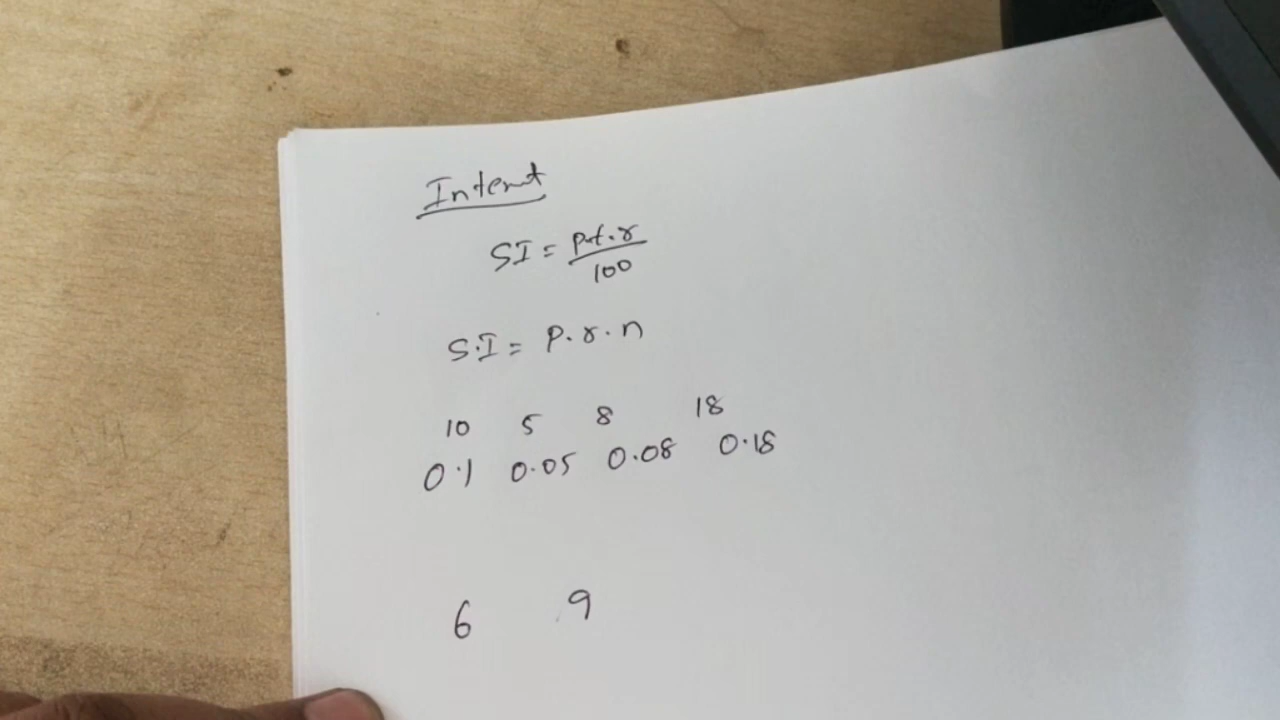 Interest
SI = p.t.r / 100
S.I = p.r.n
10 5 8 18
0.1 0.05 0.08 0.18
6 9